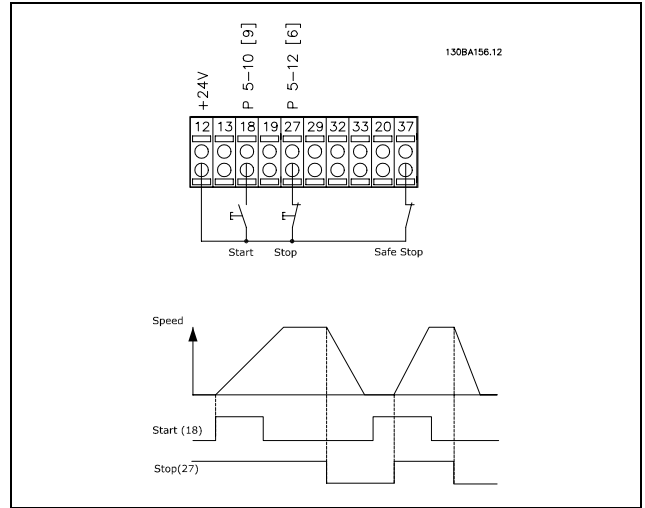 130BA156.12
+24V
P 5-10 [9]
P 5-12 [6]
12 13 18 19 27 29 32 33 20 37
Start Stop Safe Stop
Speed
Start (18)
Stop(27)